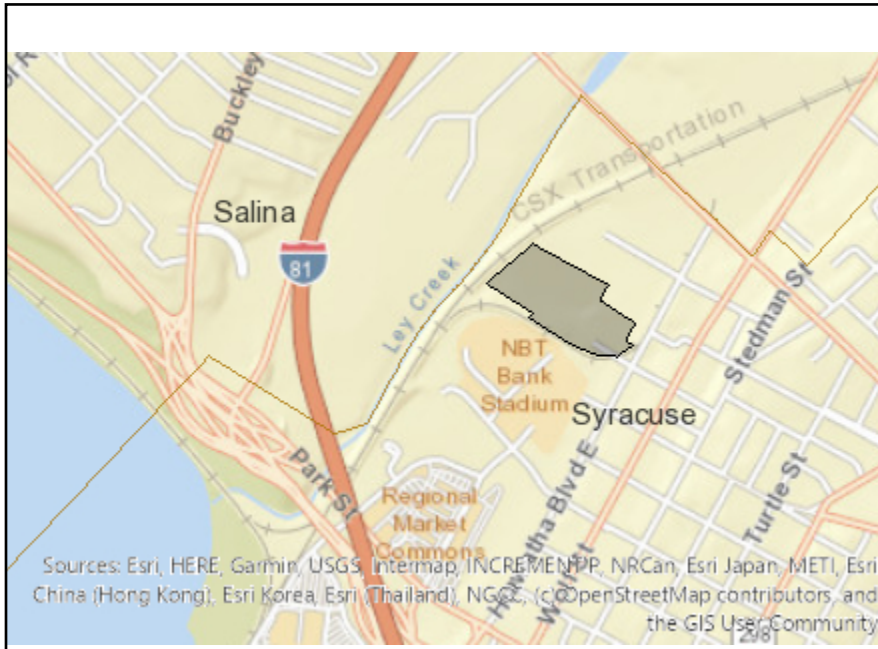 ol R
Buckley
Salina
81
CSX Transportation
Ley Creek
Stedman St
NBT
Bank
Stadium
Syracuse
Park St
Regional
Market
Commons
Hiawatha Blvd E
Wolf St
Turtle St
Sources: Esri, HERE, Garmin, USGS, Intermap, INCREMENT P, NRCan, Esri Japan, METI, Esri
China (Hong Kong), Esri Korea, Esri (Thailand), NGCC, (c) OpenStreetMap contributors, and
the GIS User Community
298